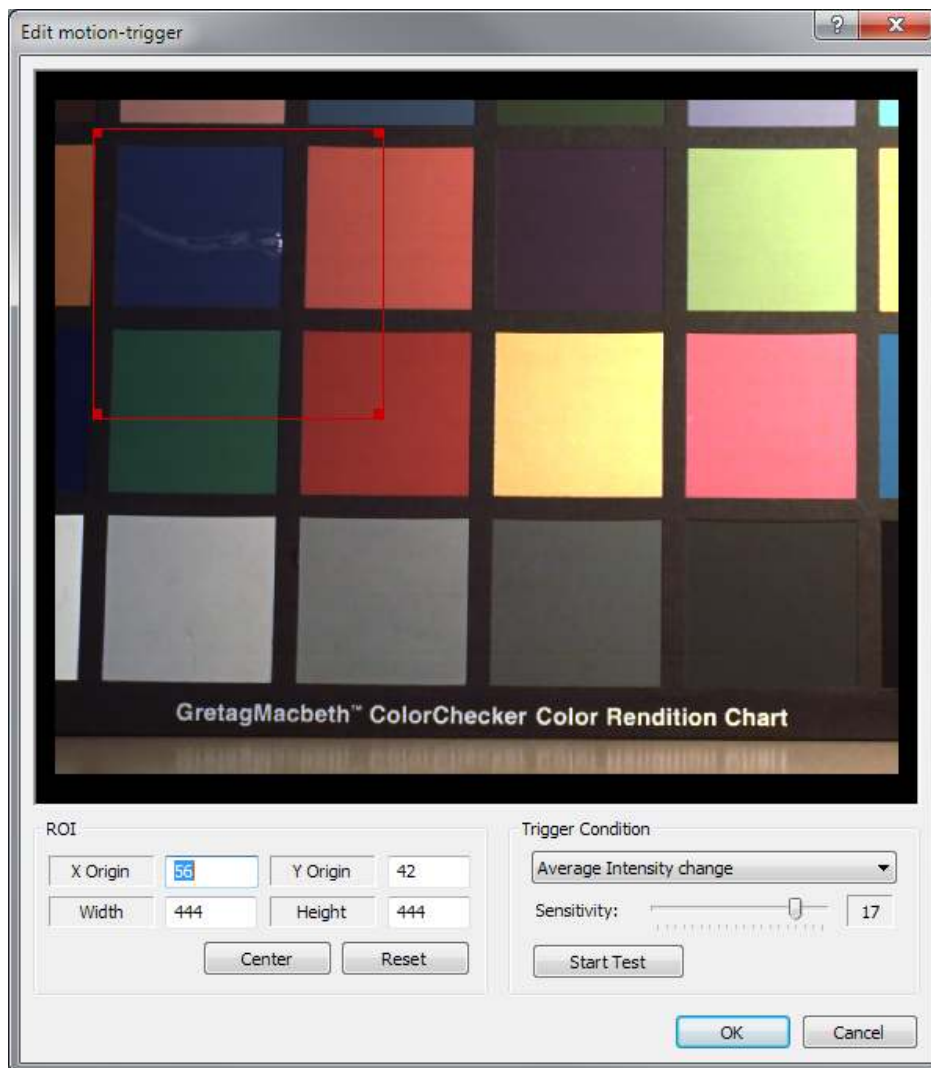 Edit motion-trigger
?
GretagMacbeth™ ColorChecker Color Rendition Chart
ROI
X Origin 56 Y Origin 42
Width 444 Height 444
Center Reset
Trigger Condition
Average Intensity change
Sensitivity: 17
Start Test
OK Cancel